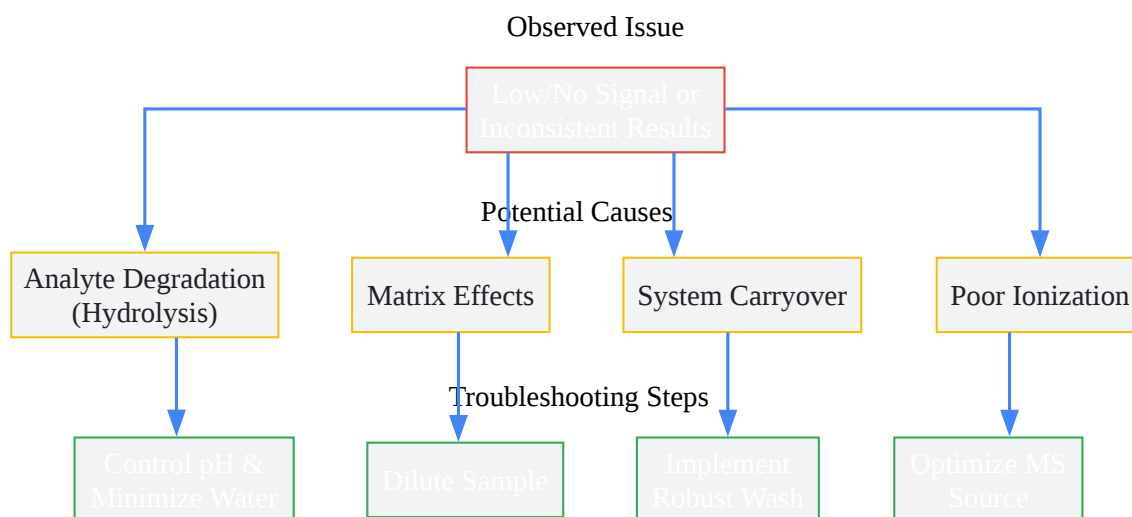 Observed Issue
Low/No Signal or
Inconsistent Results
Potential Causes
Analyte Degradation
(Hydrolysis)
Matrix Effects
System Carryover
Poor Ionization
Troubleshooting Steps
Control pH &
Minimize Water
Dilute Sample
Implement
Robust Wash
Optimize MS
Source